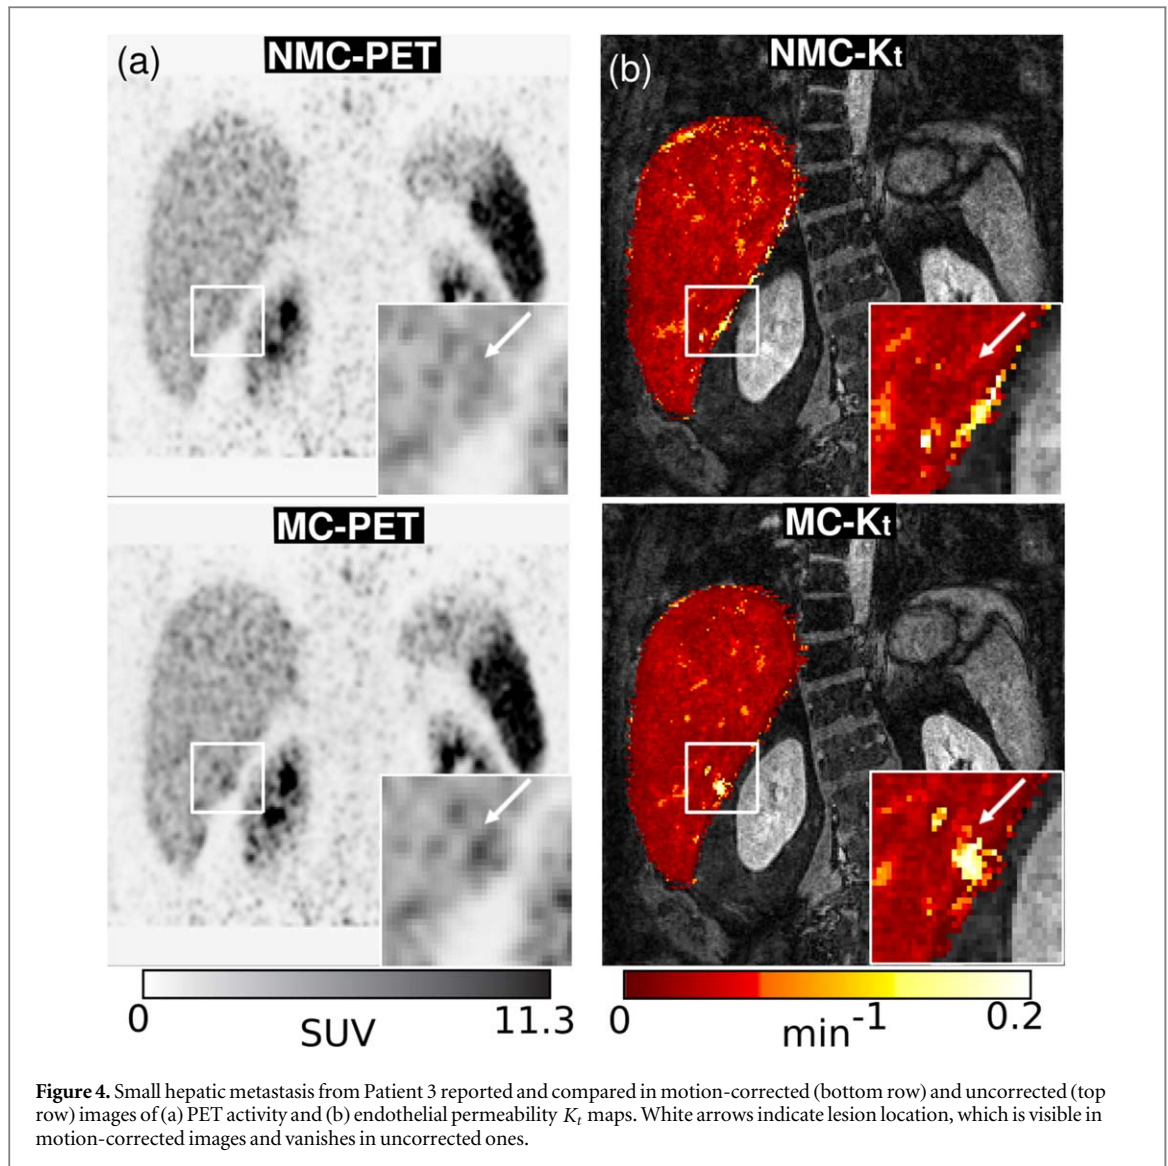 (a)
NMC-PET
(b)
NMC-Kt
MC-PET
MC-Kt
0
SUV
11.3
0
min-1
0.2
Figure 4. Small hepatic metastasis from Patient 3 reported and compared in motion-corrected (bottom row) and uncorrected (top
row) images of (a) PET activity and (b) endothelial permeability Kt maps. White arrows indicate lesion location, which is visible in
motion-corrected images and vanishes in uncorrected ones.